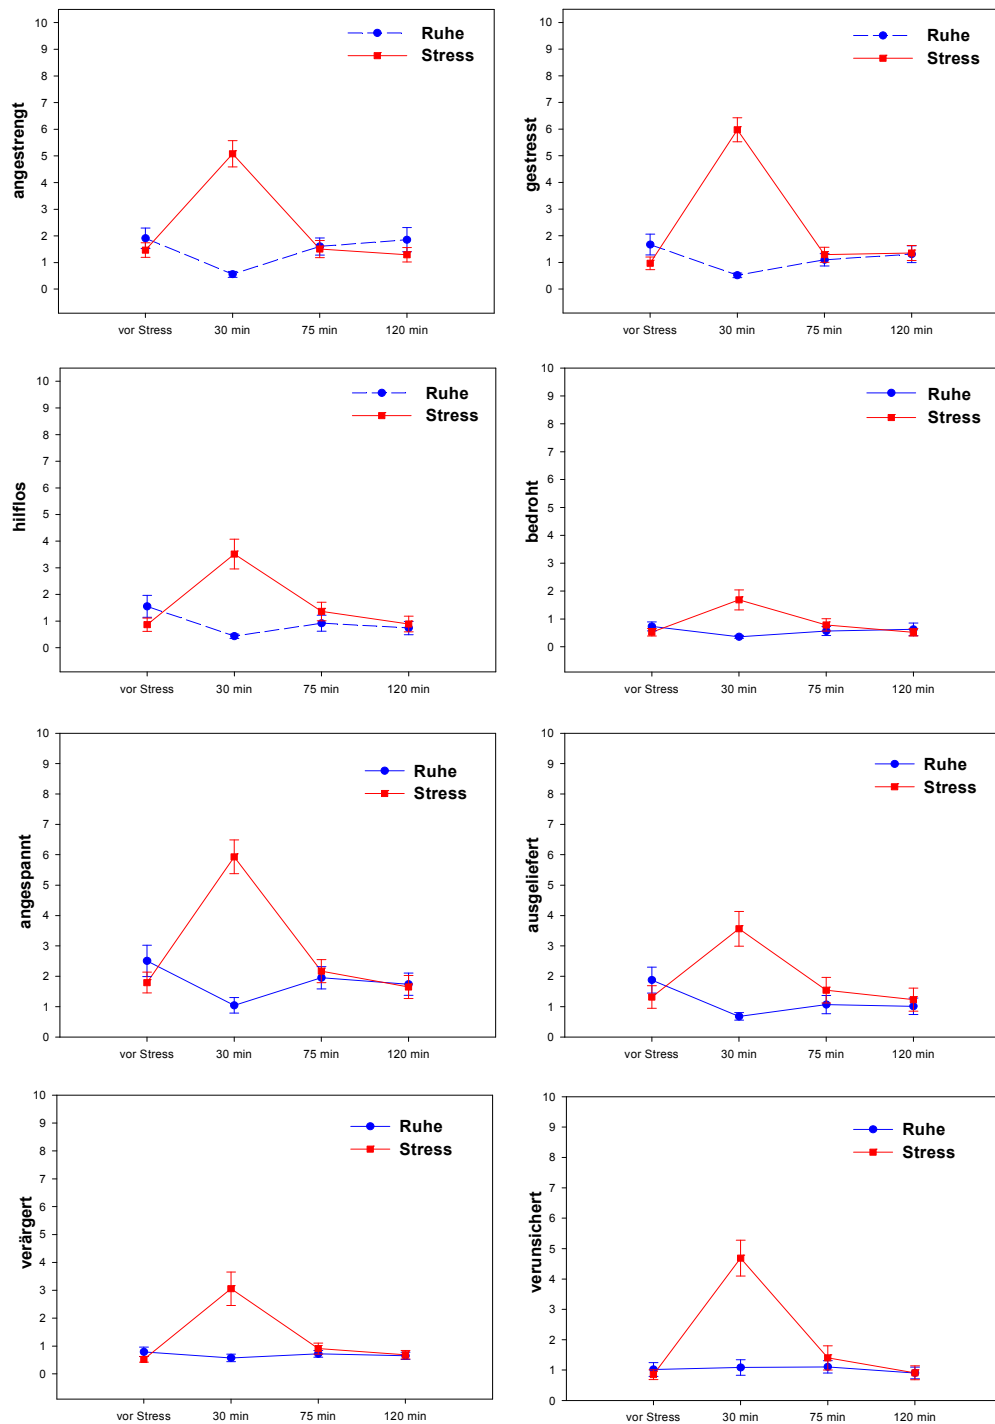 angestrengt
10
9
8
7
6
5
4
3
2
1
0
Ruhe
Stress
vor Stress 30 min 75 min 120 min
gestresst
10
9
8
7
6
5
4
3
2
1
0
Ruhe
Stress
vor Stress 30 min 75 min 120 min
hilflos
10
9
8
7
6
5
4
3
2
1
0
Ruhe
Stress
vor Stress 30 min 75 min 120 min
bedroht
10
9
8
7
6
5
4
3
2
1
0
Ruhe
Stress
vor Stress 30 min 75 min 120 min
angespannt
10
9
8
7
6
5
4
3
2
1
0
Ruhe
Stress
vor Stress 30 min 75 min 120 min
ausgeliefert
10
9
8
7
6
5
4
3
2
1
0
Ruhe
Stress
vor Stress 30 min 75 min 120 min
verärgert
10
9
8
7
6
5
4
3
2
1
0
Ruhe
Stress
vor Stress 30 min 75 min 120 min
verunsichert
10
9
8
7
6
5
4
3
2
1
0
Ruhe
Stress
vor Stress 30 min 75 min 120 min